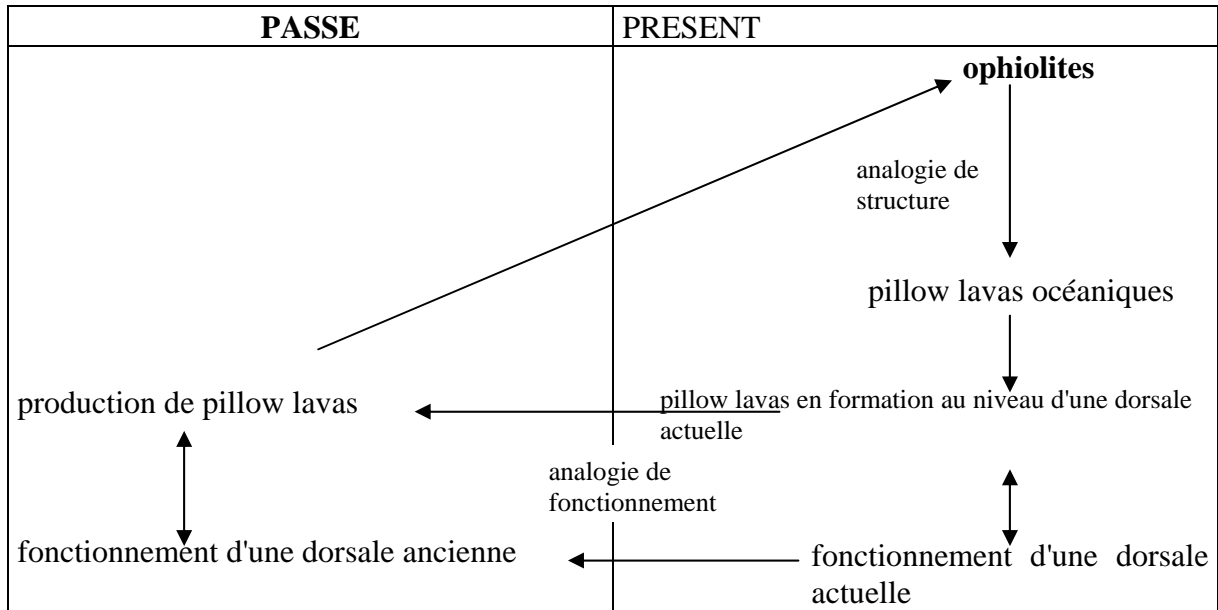 PASSE
PRESENT
ophiolites
analogie de
structure
pillow lavas océaniques
production de pillow lavas
pillow lavas en formation au niveau d'une dorsale
actuelle
analogie de
fonctionnement
fonctionnement d'une dorsale ancienne
fonctionnement d'une dorsale
actuelle